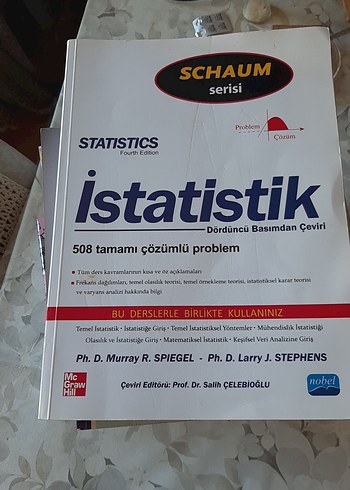 SCHAUM
serisi
Problem
Çözüm
STATISTICS
Fourth Edition
İstatistik
Dördüncü Basımdan Çeviri
508 tamamı çözümlü problem
• Tüm ders kavramlarının kısa ve öz açıklamaları
• Frekans dağılımları, temel olasılık teorisi, temel örnekleme teorisi, istatistiksel karar teorisi
ve varyans analizi hakkında bilgi
BU DERSLERLE BİRLİKTE KULLANINIZ
Temel İstatistik · İstatistiğe Giriş · Temel İstatistiksel Yöntemler · Mühendislik İstatistiği
Olasılık ve İstatistiğe Giriş · Matematiksel İstatistik · Keşifsel Veri Analizine Giriş
Ph. D. Murray R. SPIEGEL - Ph. D. Larry J. STEPHENS
Mc
Graw
Hill
Çeviri Editörü: Prof. Dr. Salih ÇELEBİOĞLU
nobel